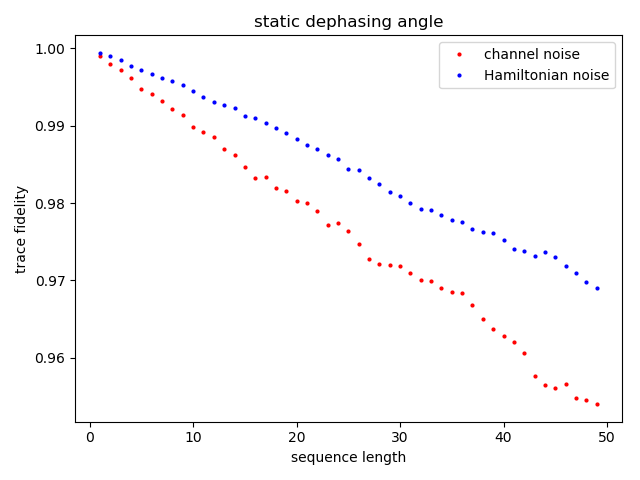 static dephasing angle
channel noise
Hamiltonian noise
trace fidelity
1.00
0.99
0.98
0.97
0.96
0 10 20 30 40 50
sequence length